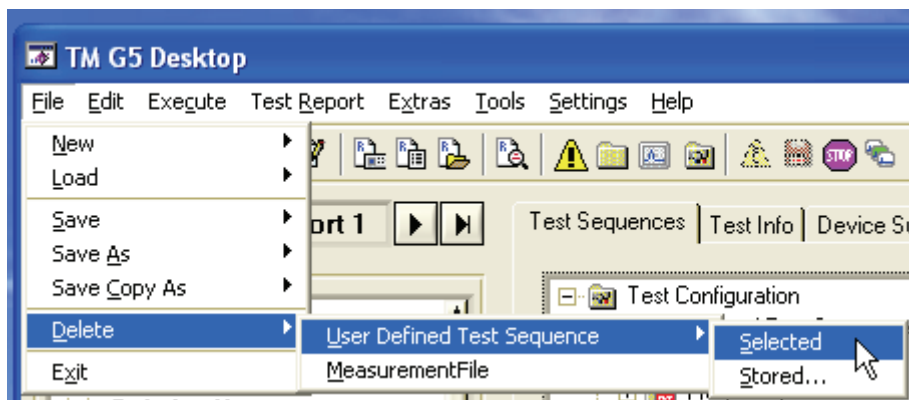 TM G5 Desktop
File Edit Execute Test Report Extras Tools Settings Help
New
Load
Save
Save As
Save Copy As
Delete
Exit
User Defined Test Sequence
MeasurementFile
Selected
Stored...
ort 1
STOP
Test Sequences Test Info Device S
Test Configuration